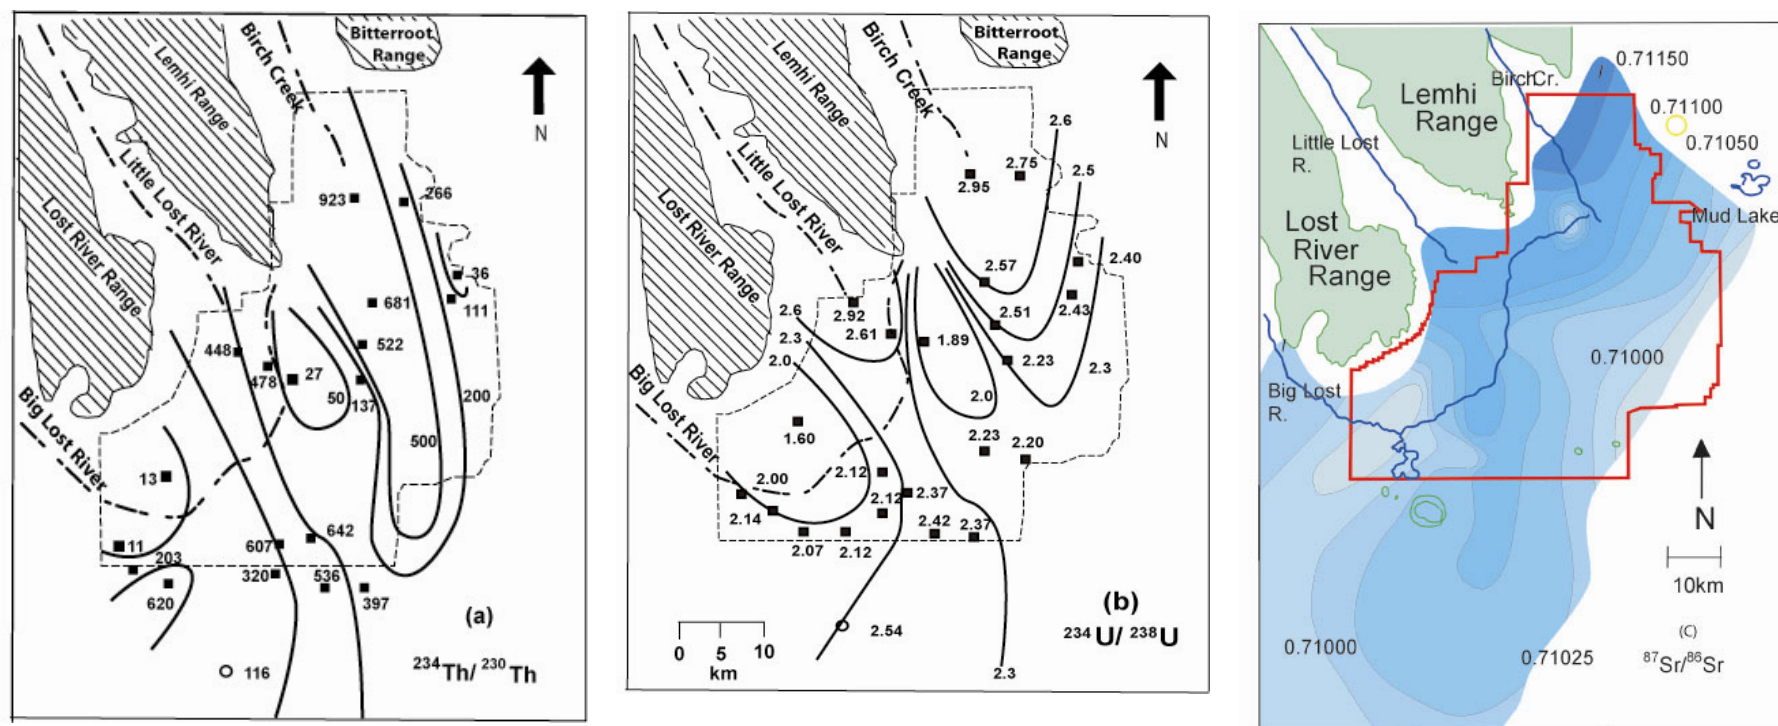 Bitterroot
Range
Lemhi Range
Birch Creek
N
Little Lost River
Lost River Range
923
266
36
111
681
448
522
478
27
50
137
200
Big Lost River
500
13
11
203
607
642
320
536
620
397
(a)
116
²³⁴Th/ ²³⁰Th
Bitterroot
Range
Lemhi Range
Birch Creek
N
2.6
2.75
2.95
2.5
Little Lost River
Lost River Range
2.40
2.57
2.43
2.6
2.92
2.61
2.51
2.3
1.89
2.23
2.0
2.3
2.0
Big Lost River
1.60
2.23
2.20
2.00
2.12
2.12
2.37
2.14
2.42
2.37
2.07
2.12
(b)
²³⁴U/ ²³⁸U
0 5 10
km
2.54
2.3
0.71150
BirchCr.
Lemhi
Range
0.71100
0.71050
Little Lost
R.
Mud Lake
Lost
River
Range
0.71000
Big Lost
R.
N
10km
(C)
⁸⁷Sr/⁸⁶Sr
0.71000
0.71025